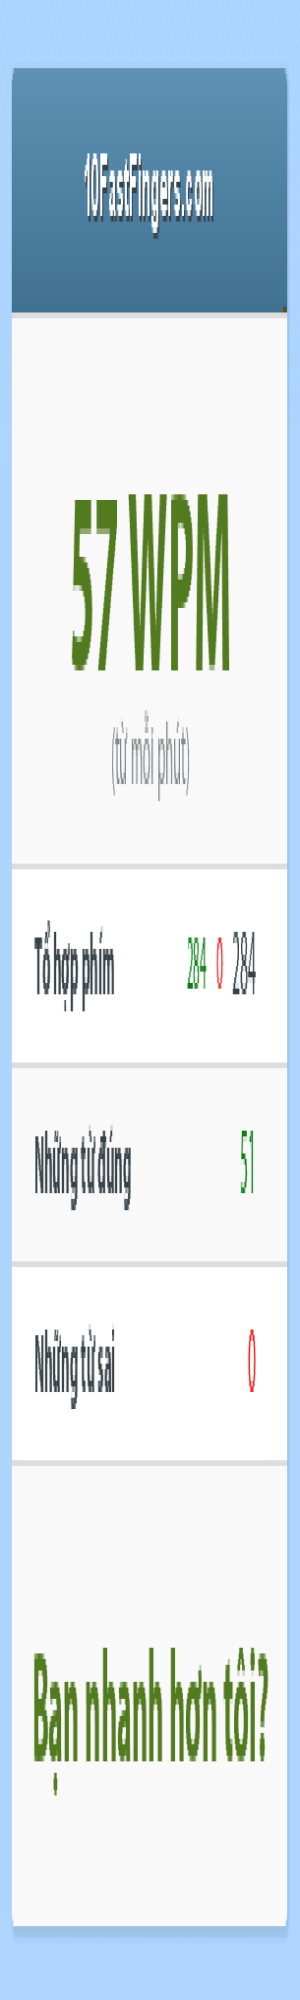 10FastFingers.com
57 WPM
(từ mỗi phút)
Tổ hợp phím 284 0 284
Những từ đúng 51
Những từ sai 0
Bạn nhanh hơn tôi?